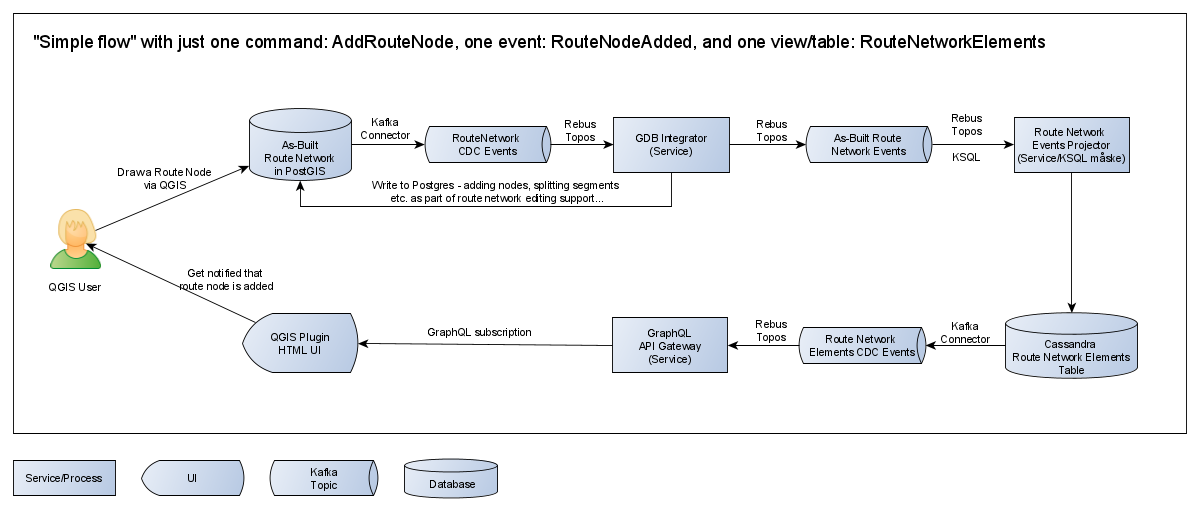 "Simple flow" with just one command: AddRouteNode, one event: RouteNodeAdded, and one view/table: RouteNetworkElements
As-Built
Route Network
in PostGIS
Kafka
Connector
RouteNetwork
CDC Events
Rebus
Topos
GDB Integrator
(Service)
Rebus
Topos
As-Built Route
Network Events
Rebus
Topos
KSQL
Route Network
Events Projector
(Service/KSQL måske)
Drawa Route Node
via QGIS
Write to Postgres - adding nodes, splitting segments
etc. as part of route network editing support...
QGIS User
Get notified that
route node is added
QGIS Plugin
HTML UI
GraphQL subscription
GraphQL
API Gateway
(Service)
Rebus
Topos
Route Network
Elements CDC Events
Kafka
Connector
Cassandra
Route Network Elements
Table
Service/Process
UI
Kafka
Topic
Database